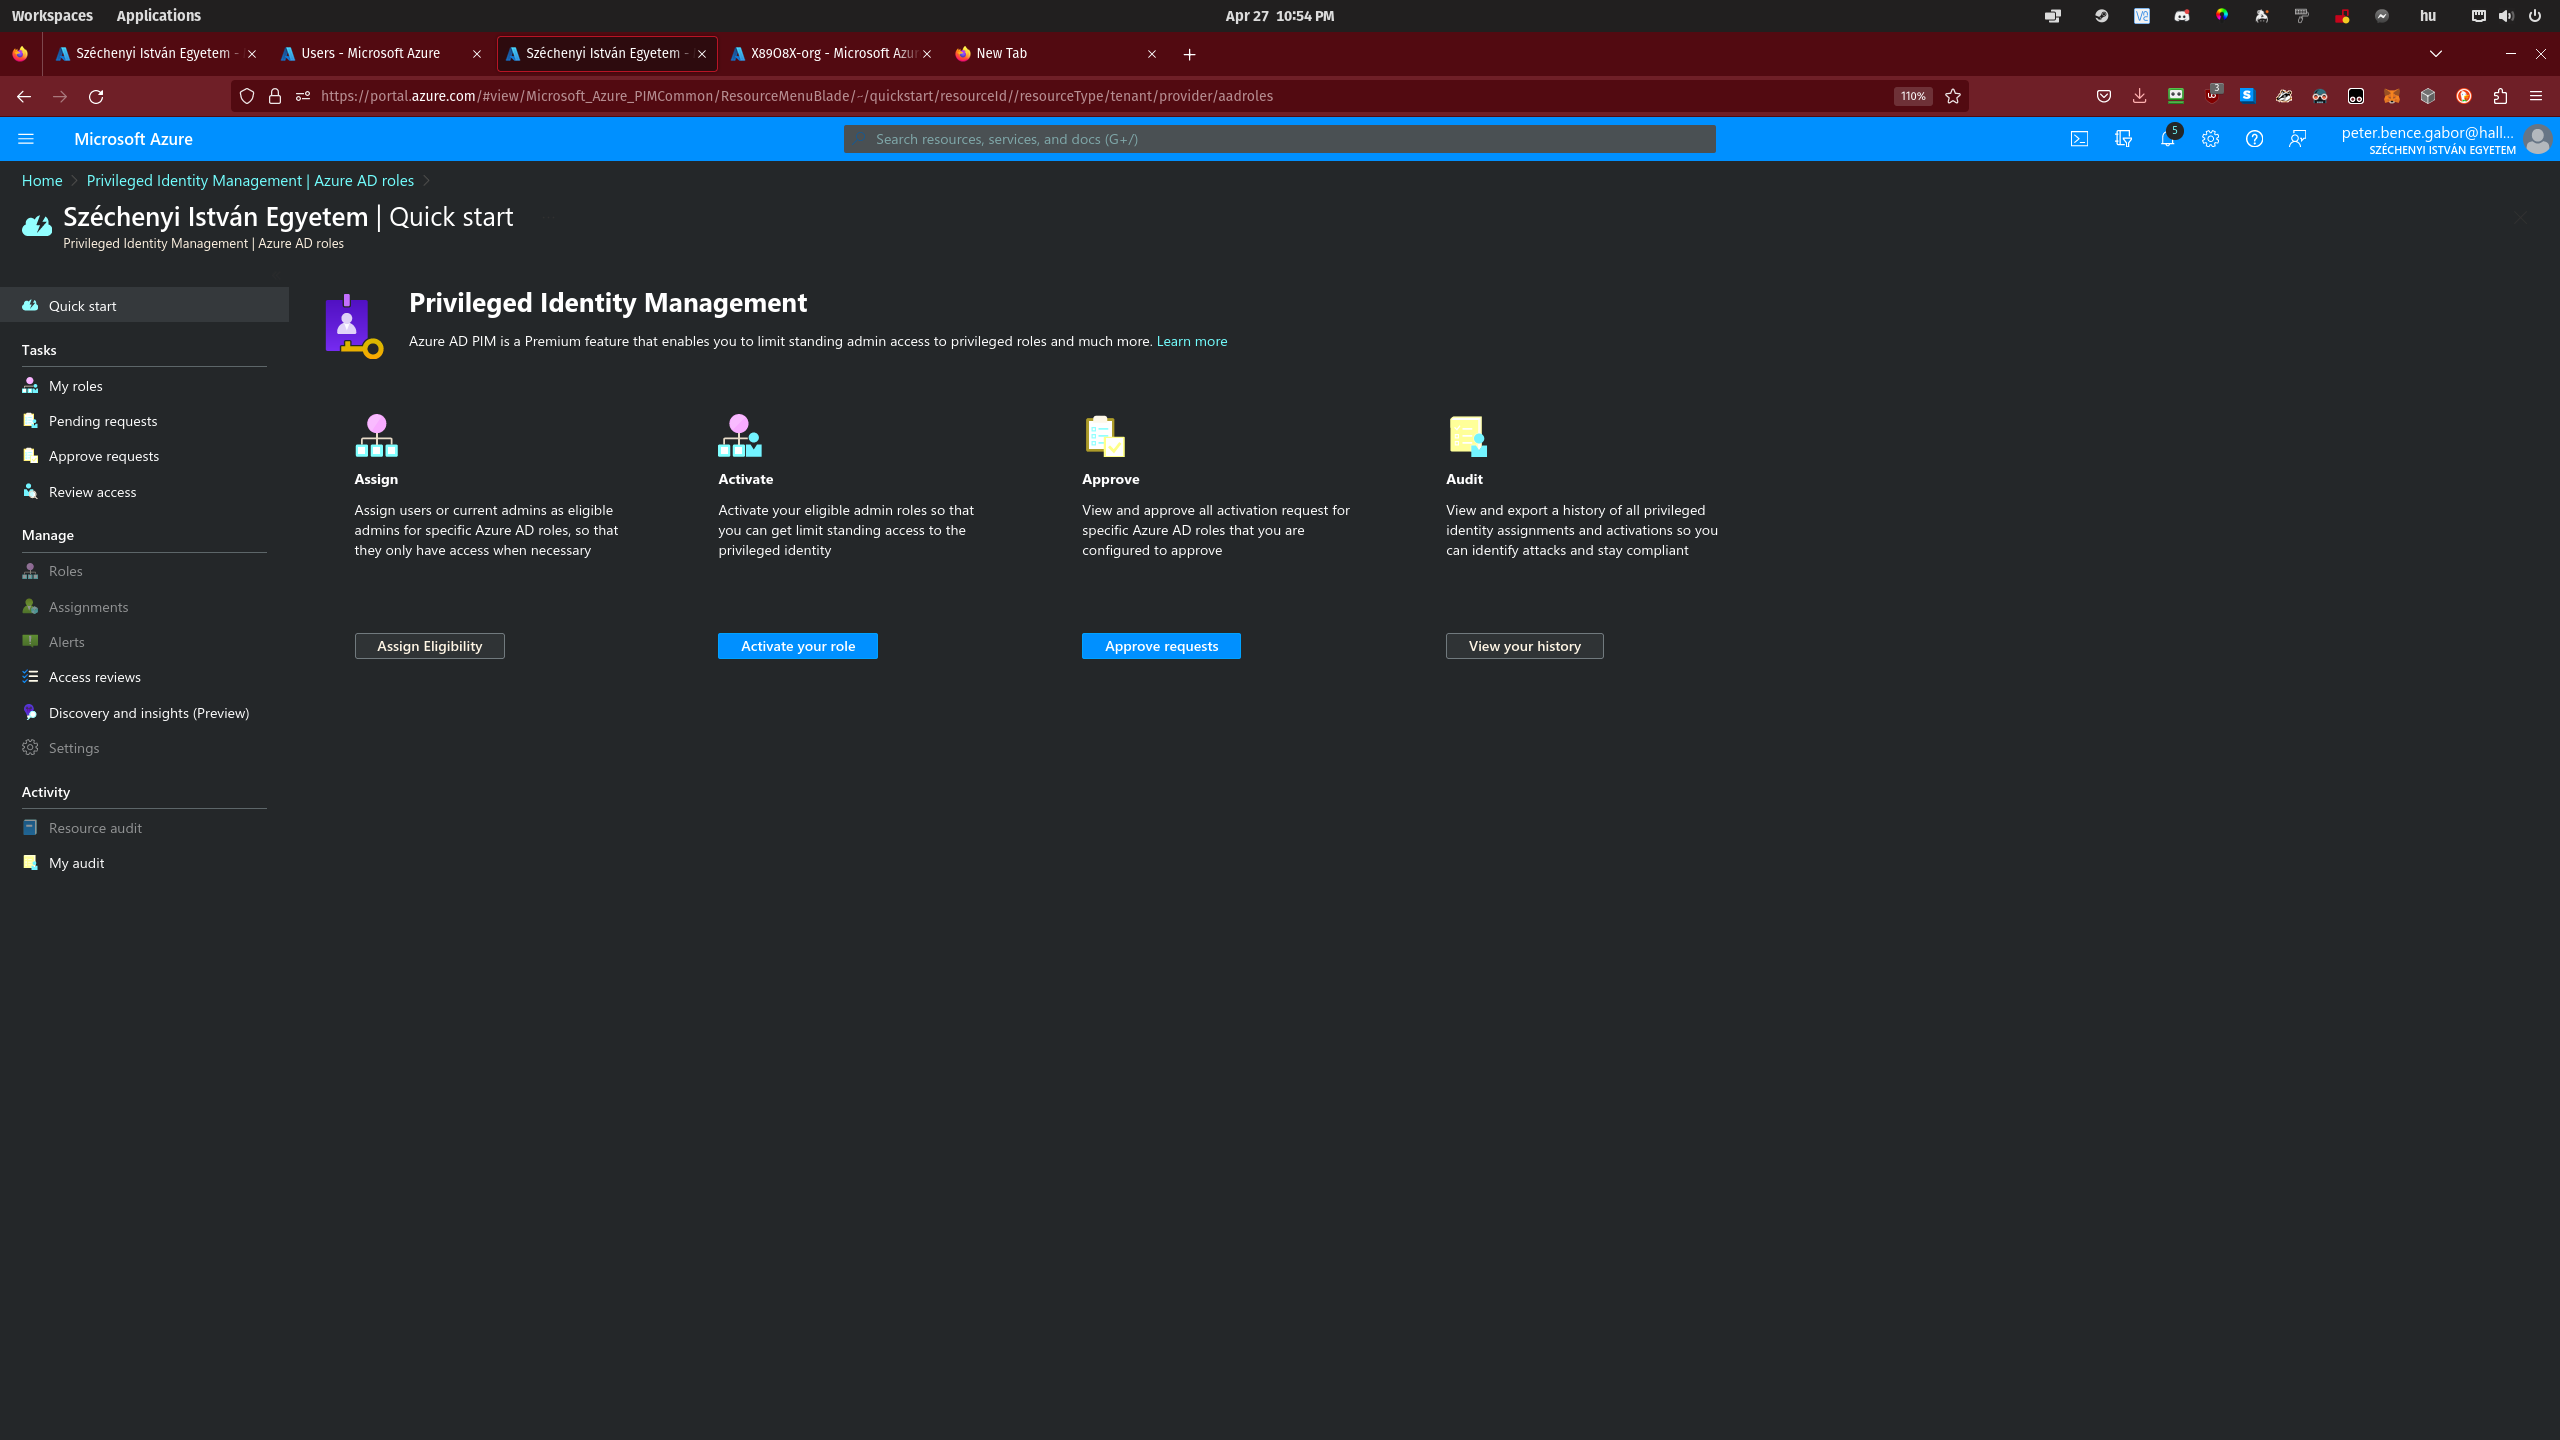 Workspaces Applications Apr 27 10:54 PM hu
Széchenyi István Egyetem - Users - Microsoft Azure Széchenyi István Egyetem - X89O8X-org - Microsoft Azur New Tab
https://portal.azure.com/#view/Microsoft_Azure_PIMCommon/ResourceMenuBlade/~/quickstart/resourceId//resourceType/tenant/provider/aadroles 110% 3
Microsoft Azure Search resources, services, and docs (G+/) 5 peter.bence.gabor@hall...
SZÉCHENYI ISTVÁN EGYETEM
Home Privileged Identity Management | Azure AD roles
Széchenyi István Egyetem | Quick start
Privileged Identity Management | Azure AD roles
Quick start
Tasks
My roles
Pending requests
Approve requests
Review access
Manage
Roles
Assignments
Alerts
Access reviews
Discovery and insights (Preview)
Settings
Activity
Resource audit
My audit
Privileged Identity Management
Azure AD PIM is a Premium feature that enables you to limit standing admin access to privileged roles and much more. Learn more
Assign
Assign users or current admins as eligible
admins for specific Azure AD roles, so that
they only have access when necessary
Assign Eligibility
Activate
Activate your eligible admin roles so that
you can get limit standing access to the
privileged identity
Activate your role
Approve
View and approve all activation request for
specific Azure AD roles that you are
configured to approve
Approve requests
Audit
View and export a history of all privileged
identity assignments and activations so you
can identify attacks and stay compliant
View your history